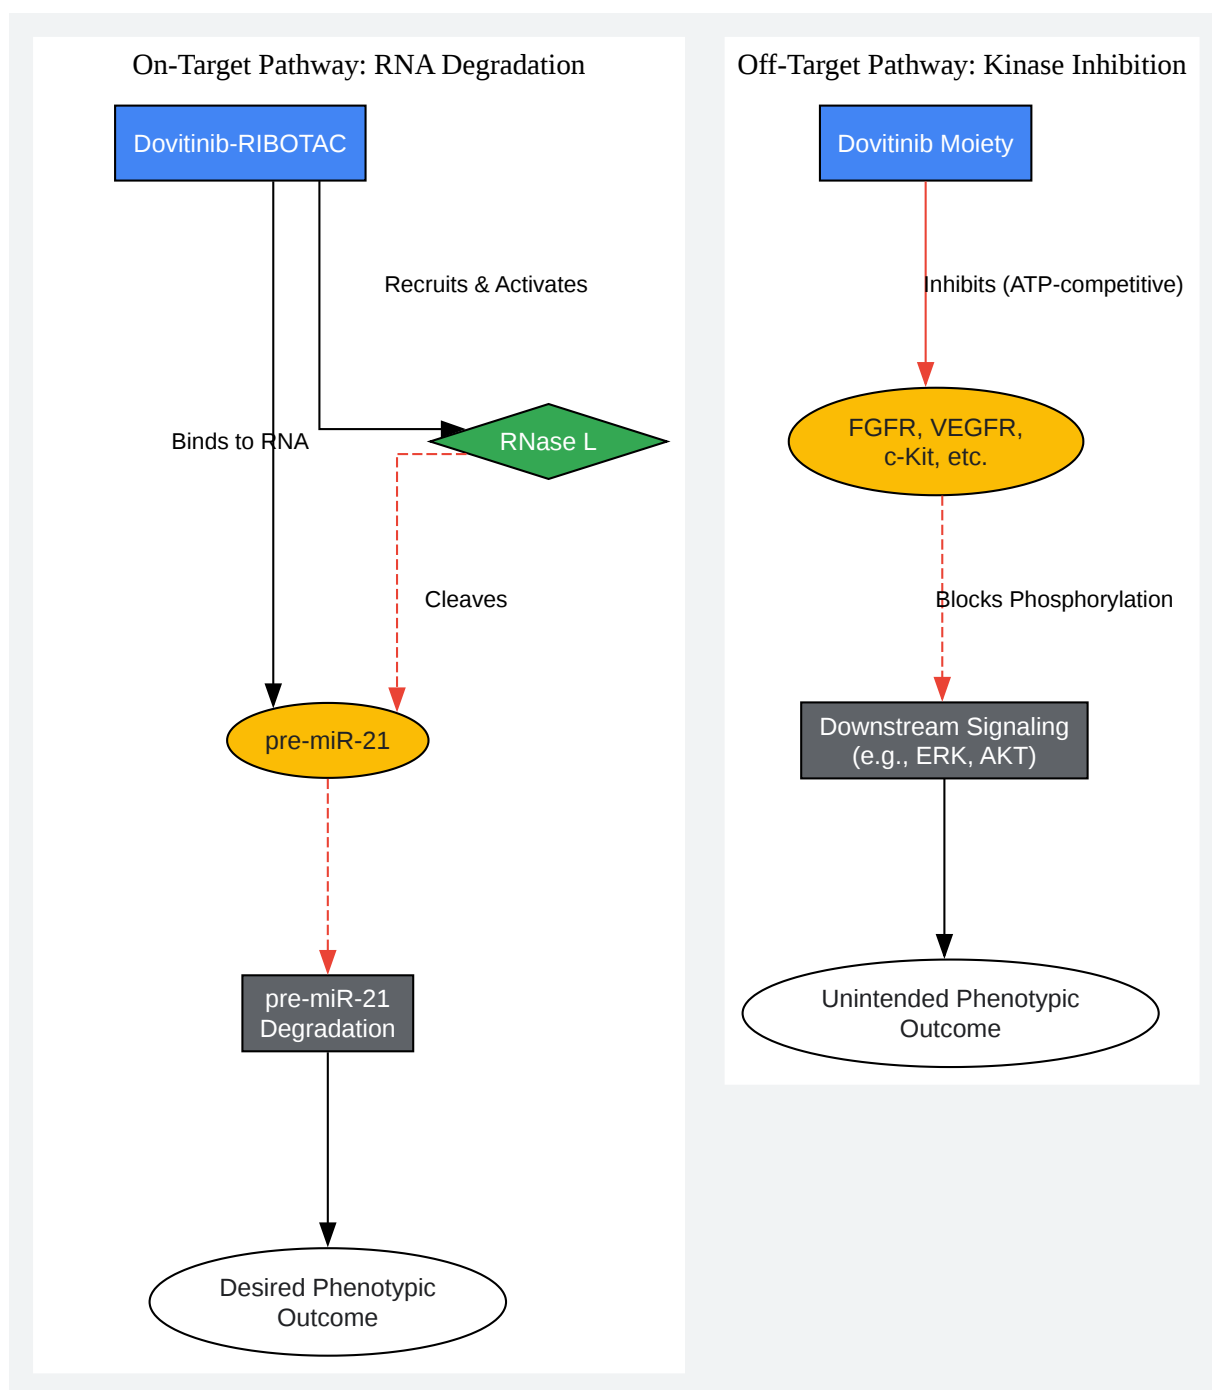 On-Target Pathway: RNA Degradation
Dovitinib-RIBOTAC
Recruits & Activates
Binds to RNA
RNase L
Cleaves
pre-miR-21
pre-miR-21
Degradation
Desired Phenotypic
Outcome
Off-Target Pathway: Kinase Inhibition
Dovitinib Moiety
Inhibits (ATP-competitive)
FGFR, VEGFR,
c-Kit, etc.
Blocks Phosphorylation
Downstream Signaling
(e.g., ERK, AKT)
Unintended Phenotypic
Outcome